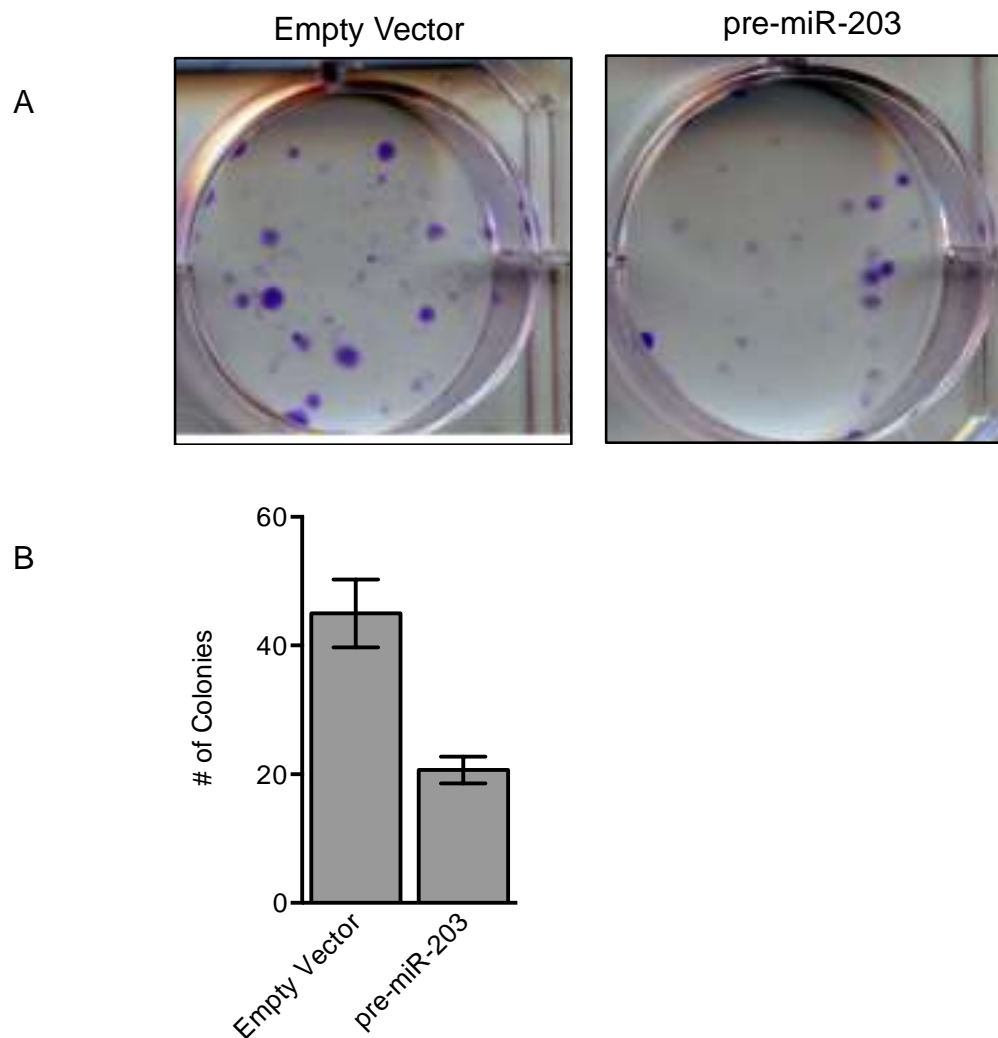 Empty Vector
pre-miR-203
A
B
60
40
20
0
# of Colonies
Empty Vector
pre-miR-203